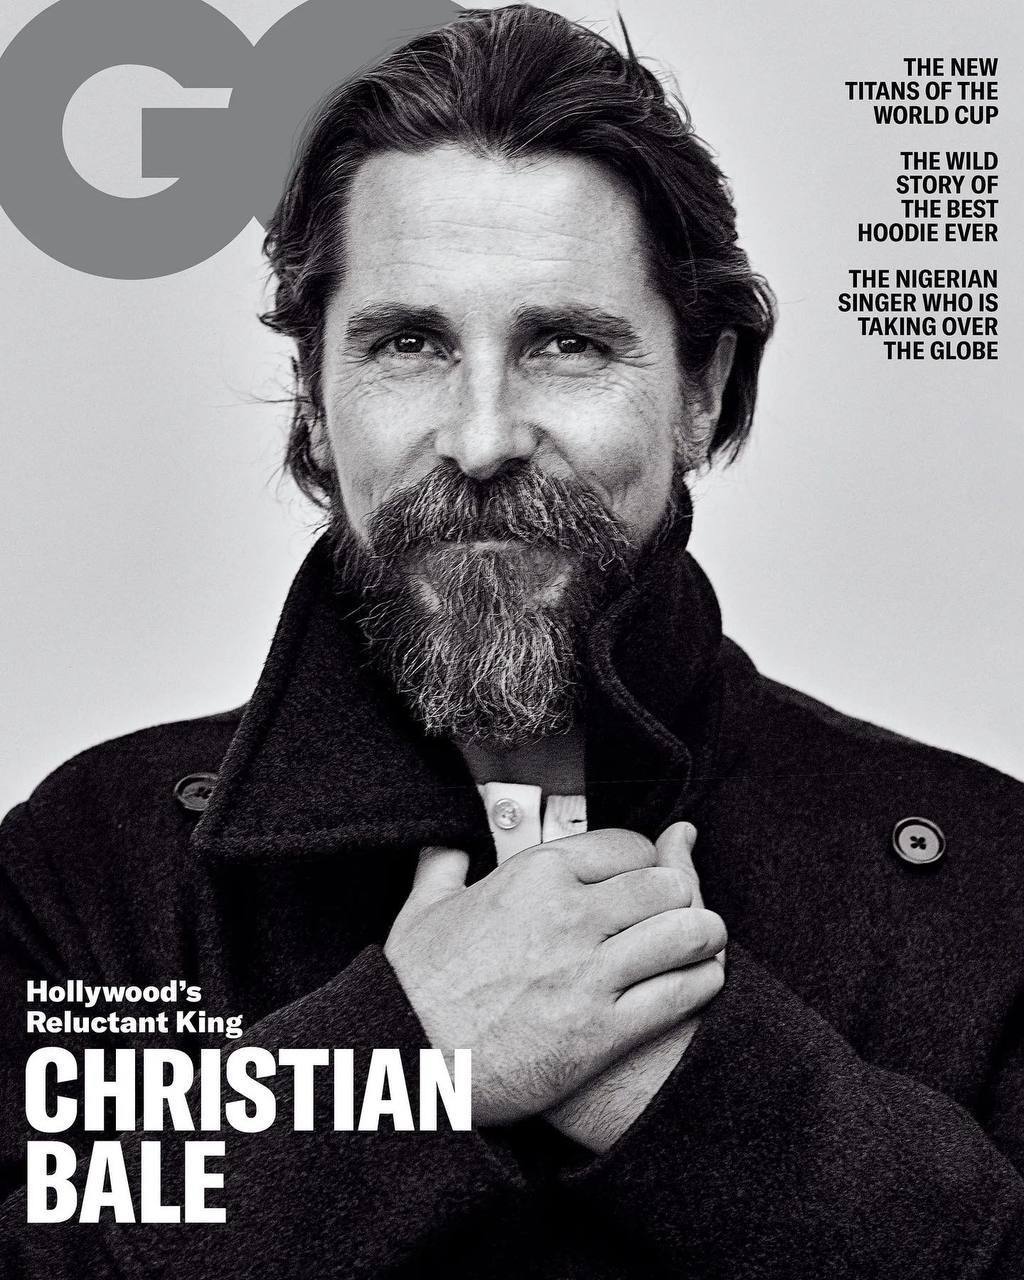 GQ
THE NEW
TITANS OF THE
WORLD CUP
THE WILD
STORY OF
THE BEST
HOODIE EVER
THE NIGERIAN
SINGER WHO IS
TAKING OVER
THE GLOBE
Hollywood’s
Reluctant King
CHRISTIAN
BALE